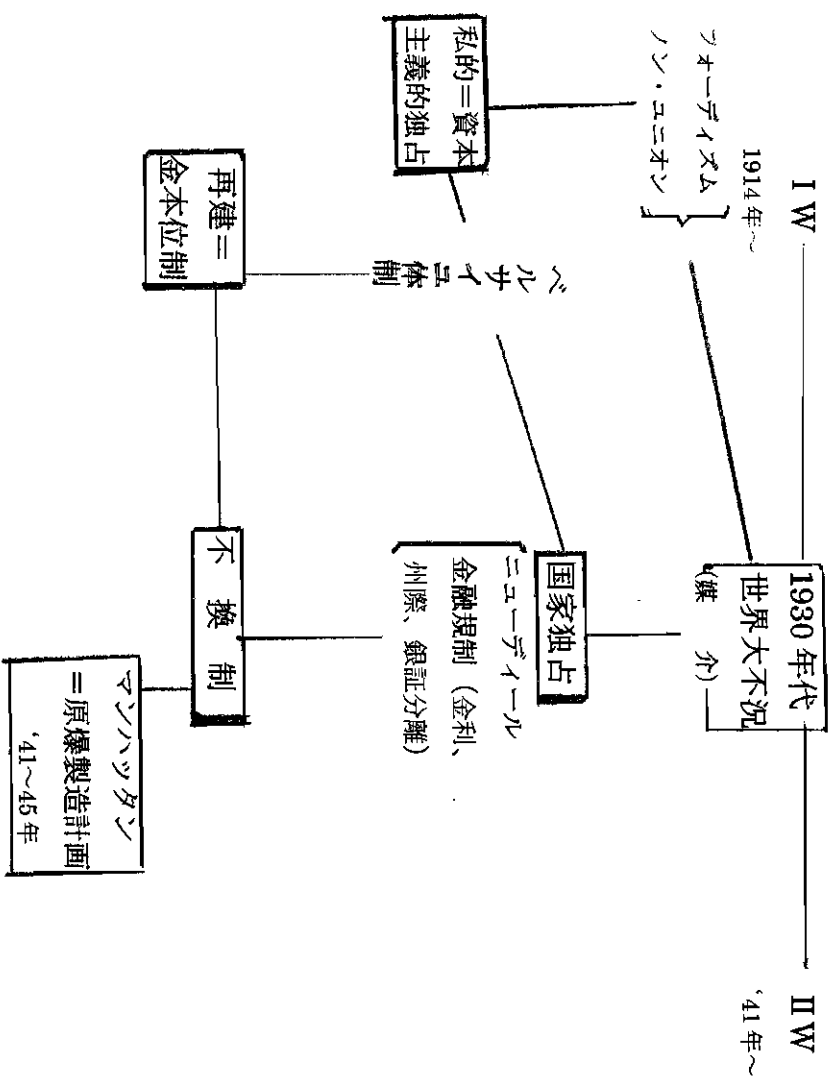 I W
1914年~
フォーディズム
ノン・ユニオン
私的=資本
主義的独占
ベルサイユ体制
再建=
金本位制
1930年代
世界大不況
(媒 介)
国家独占
ニューディール
金融規制(金利、
州際、銀証分離)
不 換 制
マンハッタン
=原爆製造計画
'41~45年
II W
'41年~